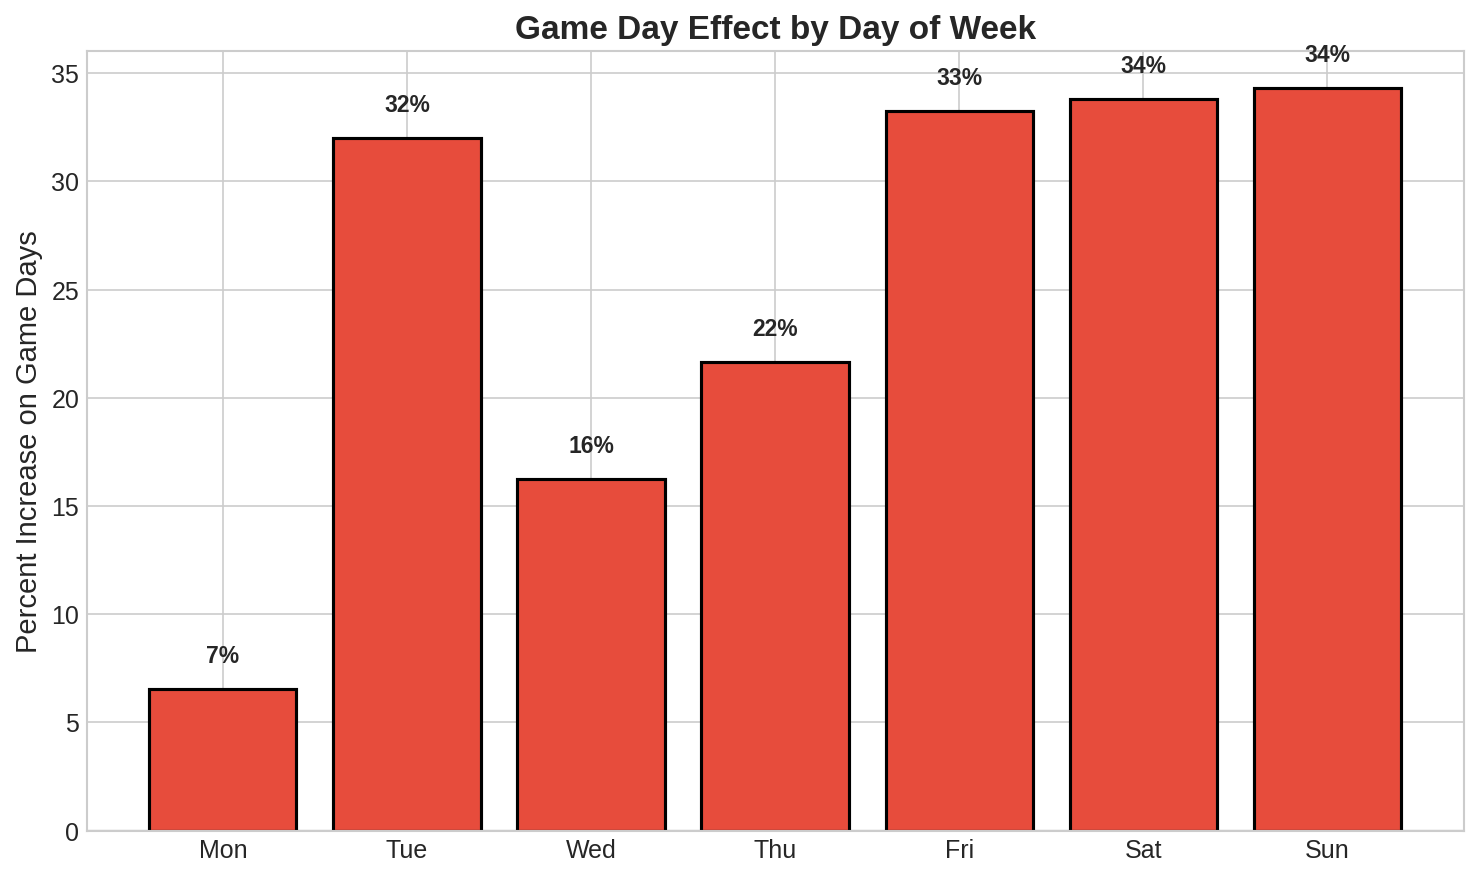 Game Day Effect by Day of Week
Percent Increase on Game Days
35
30
25
20
15
10
5
0
7%
32%
16%
22%
33%
34%
34%
Mon
Tue
Wed
Thu
Fri
Sat
Sun